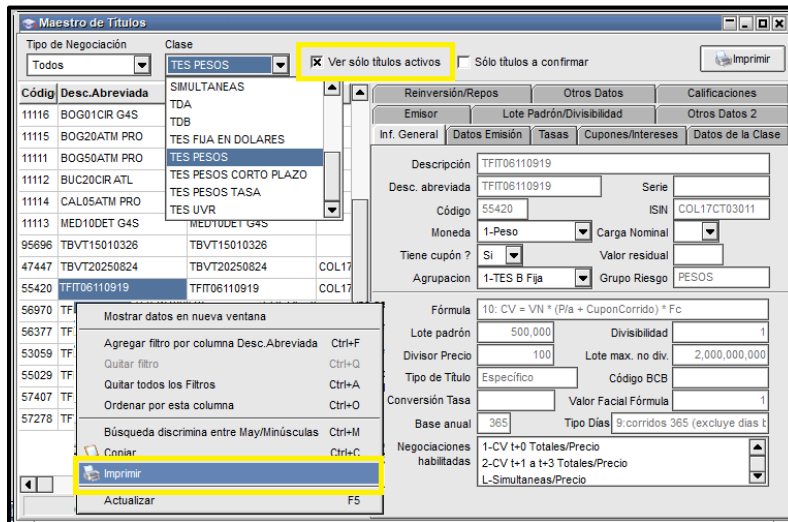 Maestro de Títulos
Tipo de Negociación
Clase
Todos
TES PESOS
Ver sólo títulos activos
Sólo títulos a confirmar
Imprimir
SIMULTANEAS
TDA
TDB
TES FIJA EN DOLARES
TES PESOS
TES PESOS CORTO PLAZO
TES PESOS TASA
TES UVR
Códig Desc.Abreviada
11116 BOG01CIR G4S
11115 BOG20ATM PRO
11111 BOG50ATM PRO
11112 BUC20CIR ATL
11114 CAL05ATM PRO
11113 MED10DET G4S MED10DET G4S
95696 TBVT15010326 TBVT15010326
47447 TBVT20250824 TBVT20250824 COL17
55420 TFIT06110919 TFIT06110919 COL17
56970 TF
56377 TF
53059 TF
55029 TF
57407 TF
57278 TF
Mostrar datos en nueva ventana
Agregar filtro por columna Desc.Abreviada Ctrl+F
Quitar filtro Ctrl+Q
Quitar todos los Filtros Ctrl+A
Ordenar por esta columna Ctrl+O
Búsqueda discrimina entre May/Minúsculas Ctrl+M
Copiar Ctrl+C
Imprimir
Actualizar F5
Reinversión/Repos Otros Datos Calificaciones
Emisor Lote Padrón/Divisibilidad Otros Datos 2
Inf. General Datos Emisión Tasas Cupones/Intereses Datos de la Clase
Descripción TFIT06110919
Desc. abreviada TFIT06110919 Serie
Código 55420 ISIN COL17CT03011
Moneda 1-Peso Carga Nominal
Tiene cupón ? Si Valor residual
Agrupacion 1-TES B Fija Grupo Riesgo PESOS
Fórmula 10: CV = VN * (P/a + CuponCorrido) * Fc
Lote padrón 500,000 Divisibilidad 1
Divisor Precio 100 Lote max. no div. 2,000,000,000
Tipo de Título Específico Código BCB
Conversión Tasa Valor Facial Fórmula 1
Base anual 365 Tipo Días 9:corridos 365 (excluye dias b
Negociaciones habilitadas
1-CV t+0 Totales/Precio
2-CV t+1 a t+3 Totales/Precio
L-Simultaneas/Precio